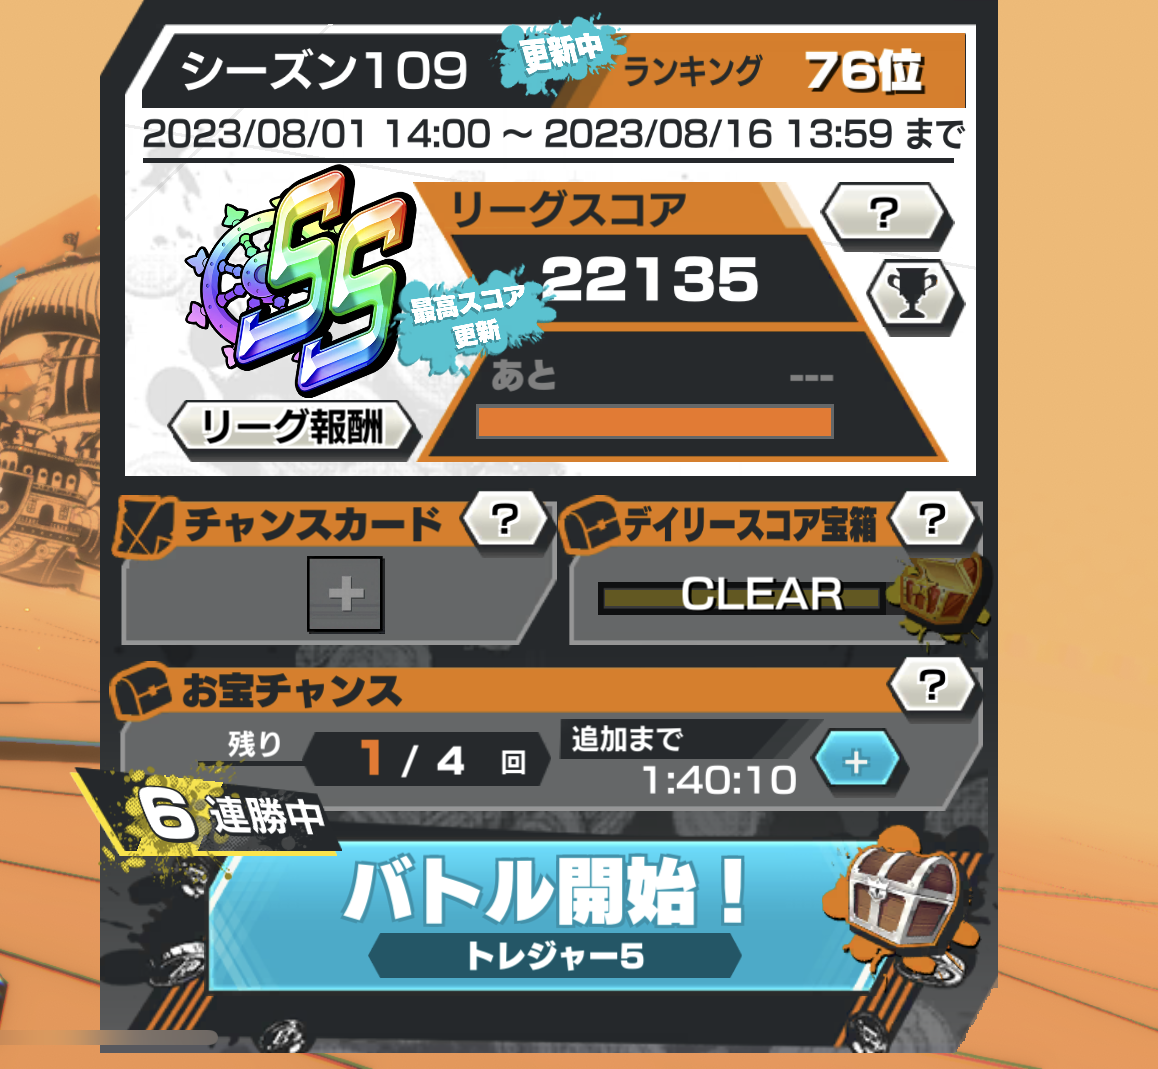 シーズン109 更新中 ランキング 76位
2023/08/01 14:00 ～ 2023/08/16 13:59 まで
SS
リーグスコア
?
22135
最高スコア
更新
あと ---
リーグ報酬
チャンスカード ?
デイリースコア宝箱 ?
CLEAR
お宝チャンス ?
残り 1 / 4 回
追加まで
1:40:10
6連勝中
バトル開始！
トレジャー5